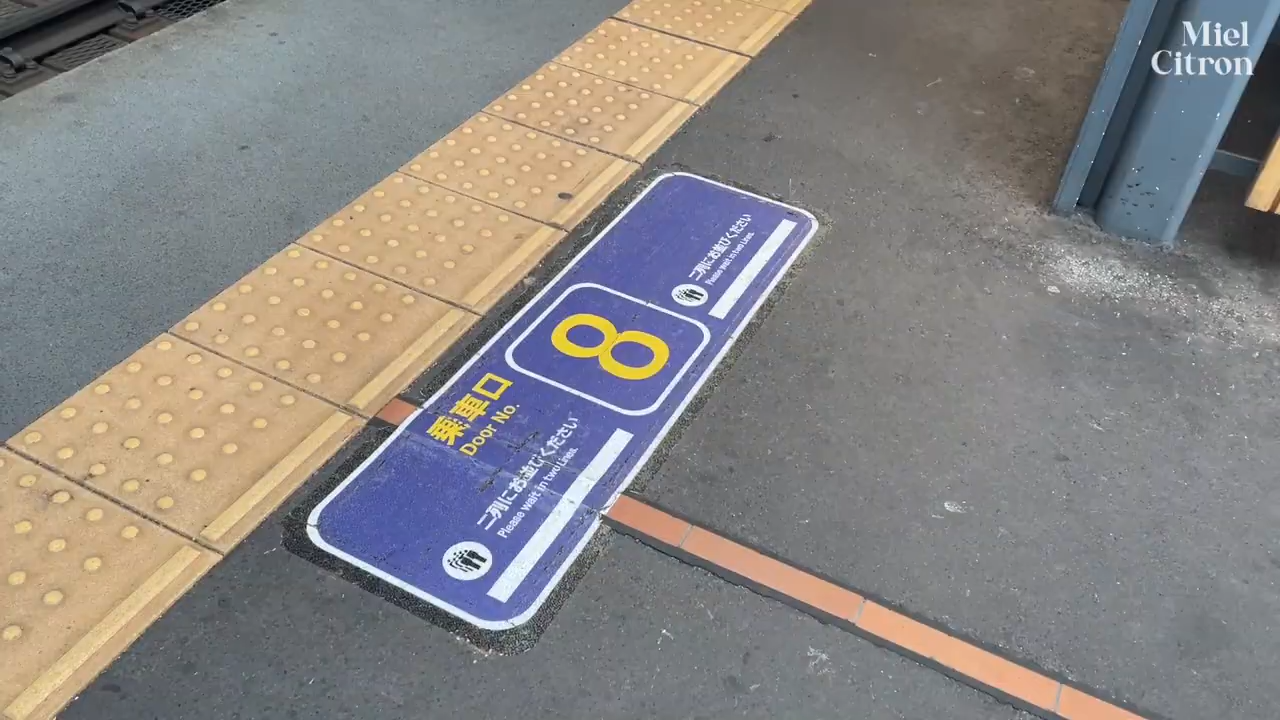 Miel
Citron
乗車口
Door No.
8
二列にお並びください
Please wait in two Lines.
二列にお並びください
Please wait in two Lines.